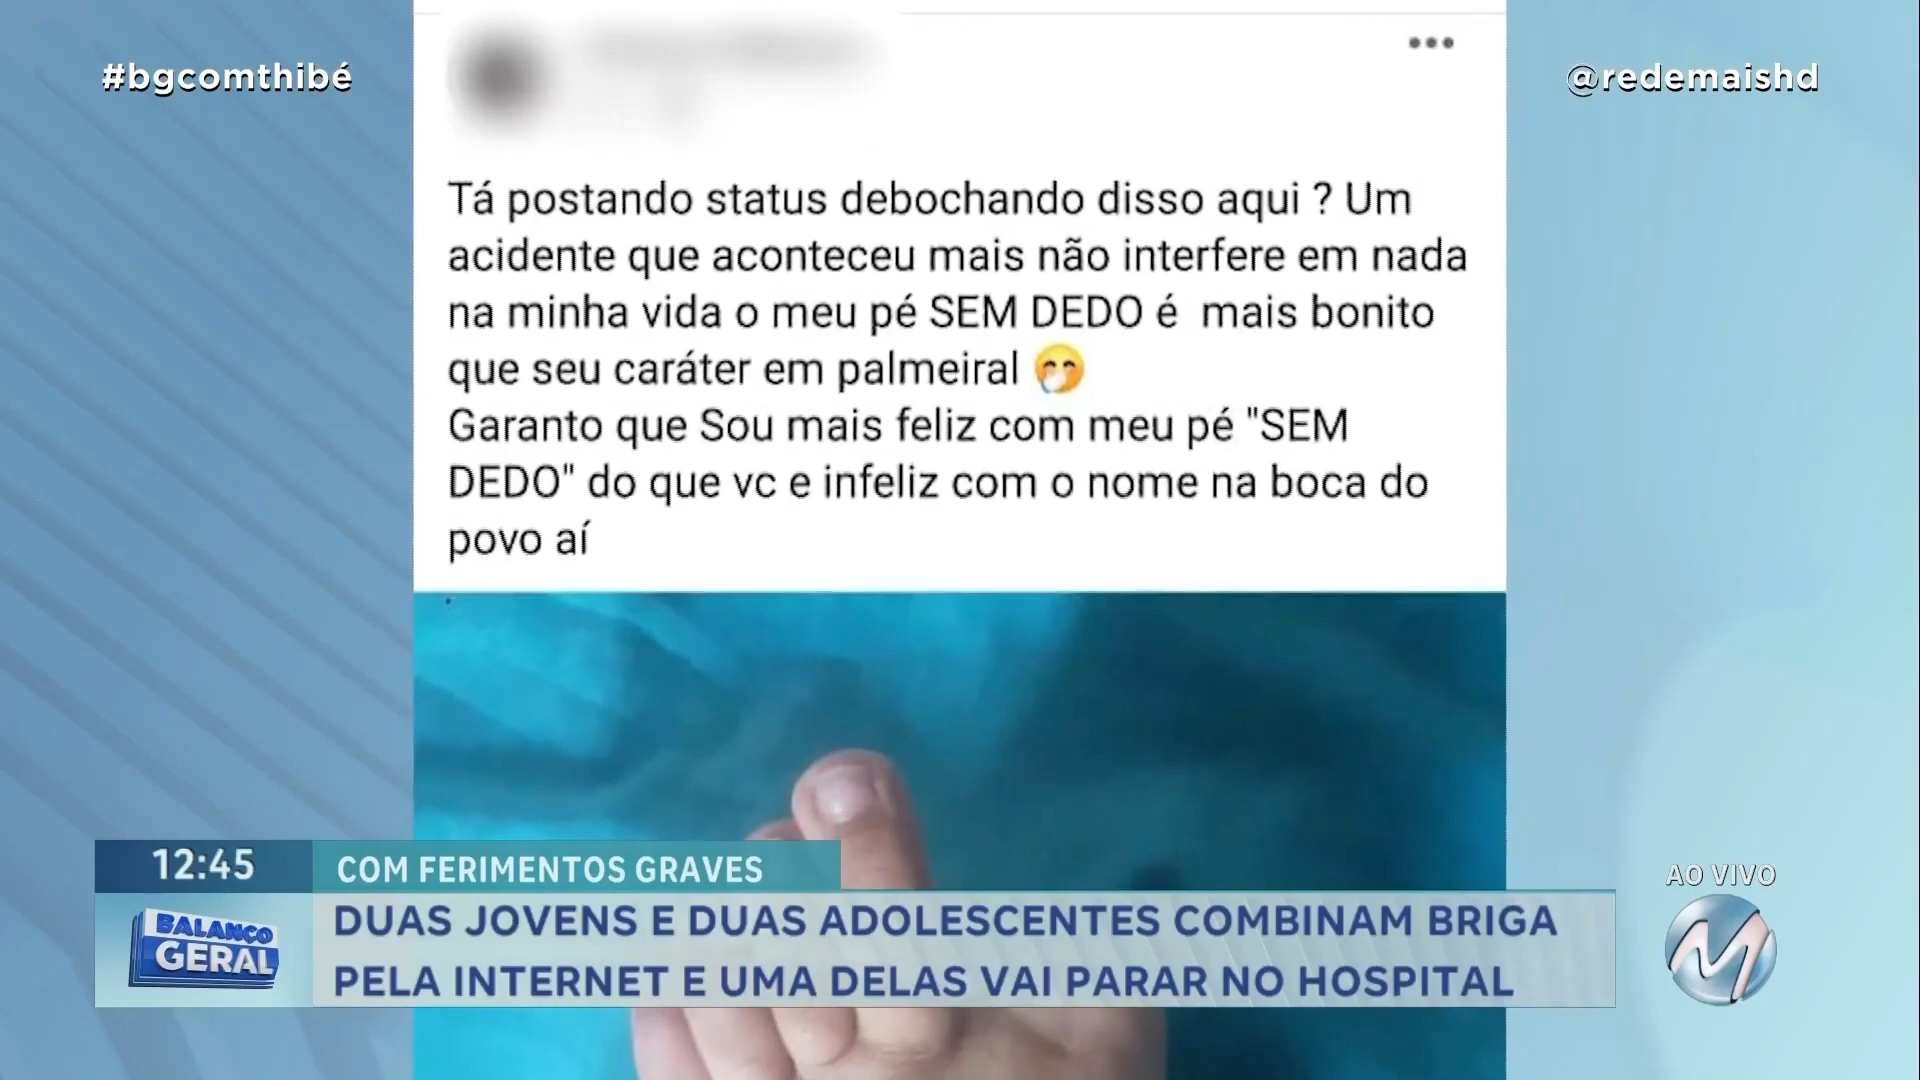 #bgcomthibé
@redemaishd
Tá postando status debochando disso aqui ? Um
acidente que aconteceu mais não interfere em nada
na minha vida o meu pé SEM DEDO é mais bonito
que seu caráter em palmeiral 🤭
Garanto que Sou mais feliz com meu pé "SEM
DEDO" do que vc e infeliz com o nome na boca do
povo aí
12:45
COM FERIMENTOS GRAVES
BALANÇO
GERAL
DUAS JOVENS E DUAS ADOLESCENTES COMBINAM BRIGA
PELA INTERNET E UMA DELAS VAI PARAR NO HOSPITAL
AO VIVO